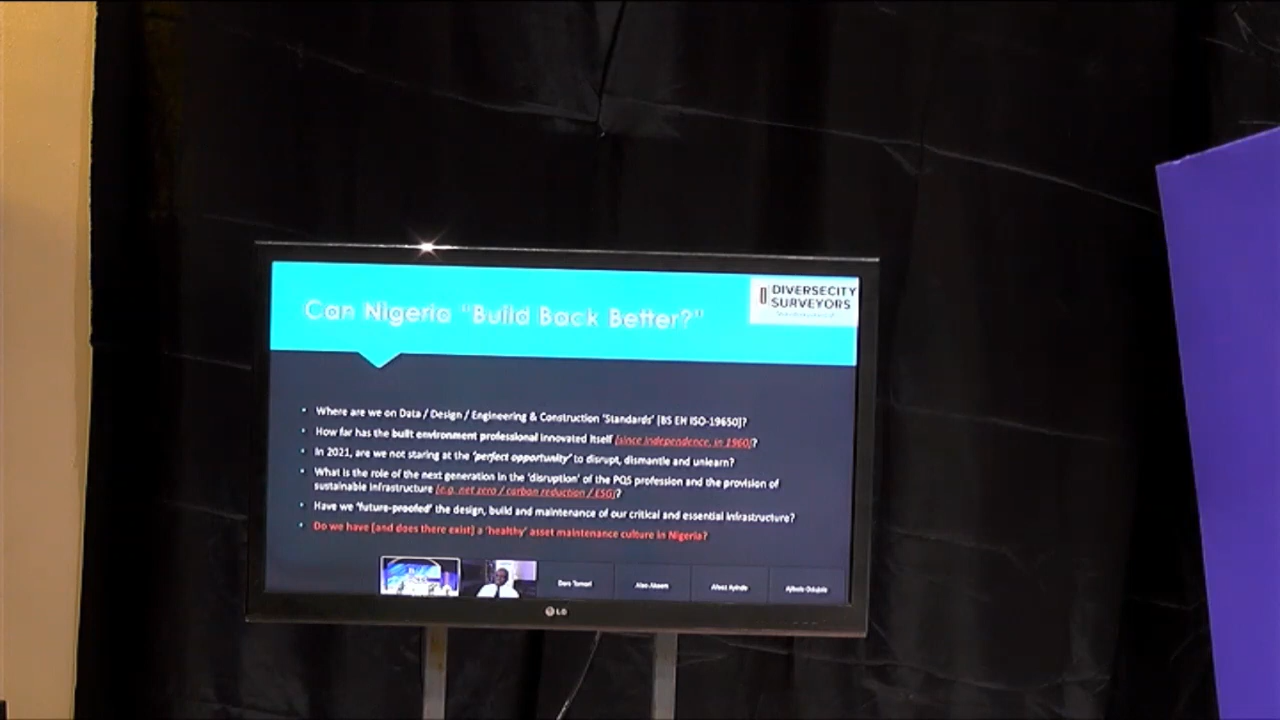 Can Nigeria "Build Back Better?"
DIVERSECITY
SURVEYORS
• Where are we on Data / Design / Engineering & Construction 'Standards' [BS EN ISO-19650]?
• How far has the built environment professional innovated itself [since independence, in 1960]?
• In 2021, are we not staring at the 'perfect opportunity' to disrupt, dismantle and unlearn?
• What is the role of the next generation in the 'disruption' of the PQS profession and the provision of
sustainable infrastructure [e.g. net zero / carbon reduction / ESG]?
• Have we 'future-proofed' the design, build and maintenance of our critical and essential infrastructure?
• Do we have [and does there exist] a 'healthy' asset maintenance culture in Nigeria?
LG